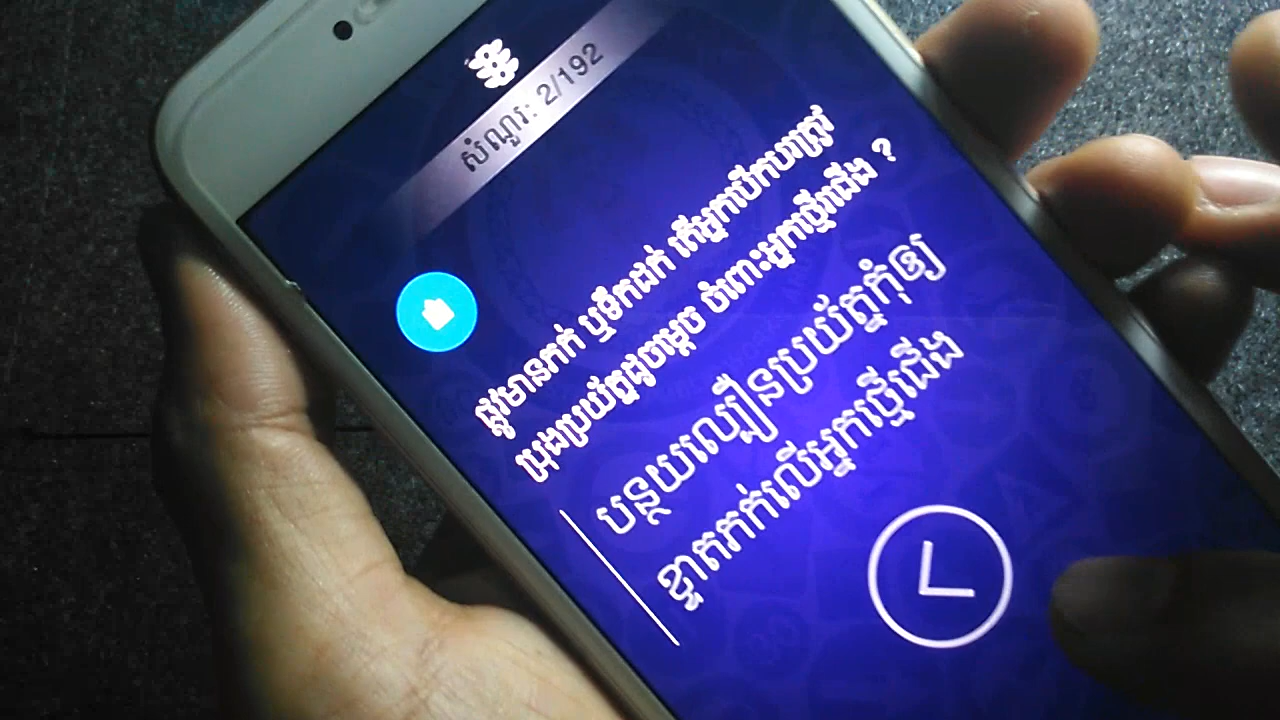 សំណួរ: 2/192
ផ្លូវមានភក់ ឬទឹកដក់ តើអ្នកបើកបរត្រូវ
ប្រុងប្រយ័ត្នដូចម្តេច ចំពោះអ្នកថ្មើរជើង ?
បន្ថយល្បឿនប្រយ័ត្នកុំឲ្យ
ខ្ទាតភក់លើអ្នកថ្មើរជើង